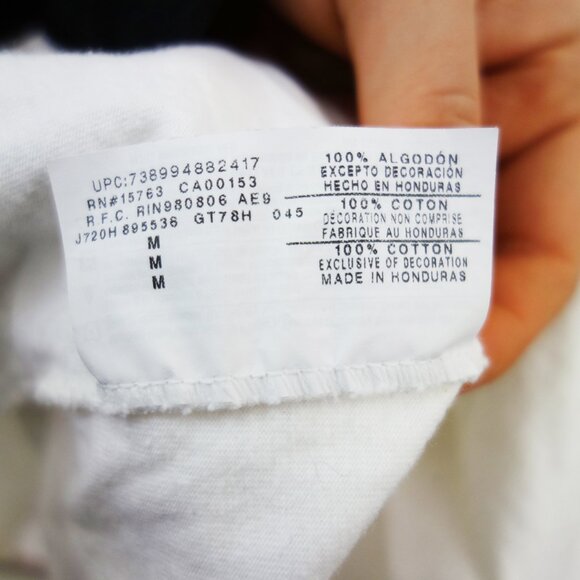 UPC:738994882417
RN#15763 CA00153
R.F.C. RIN980806 AE9
J720H 895536 GT78H 045
M
M
M
100% ALGODÓN
EXCEPTO DECORACIÓN
HECHO EN HONDURAS
100% COTON
DÉCORATION NON COMPRISE
FABRIQUE AU HONDURAS
100% COTTON
EXCLUSIVE OF DECORATION
MADE IN HONDURAS